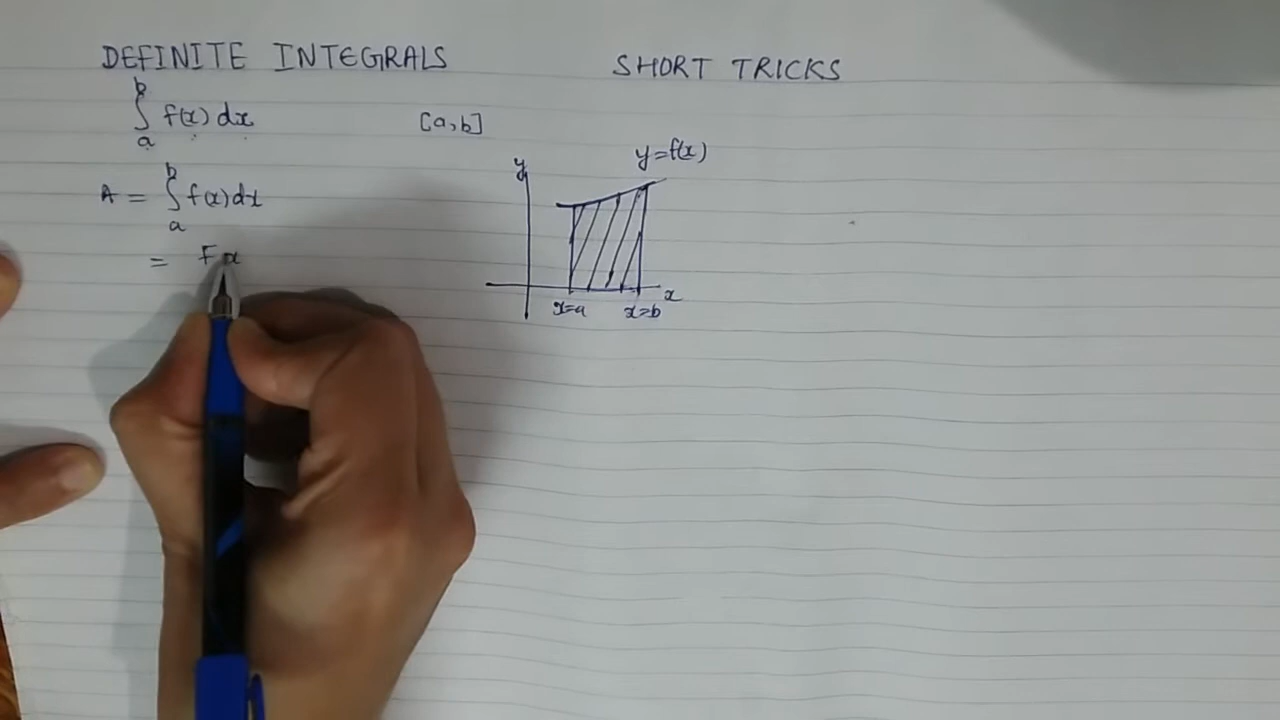 DEFINITE INTEGRALS
SHORT TRICKS
∫ₐᵇ f(x) dx
[a,b]
A = ∫ₐᵇ f(x)dx
= F x
y=f(x)
y
x
x=a
x=b